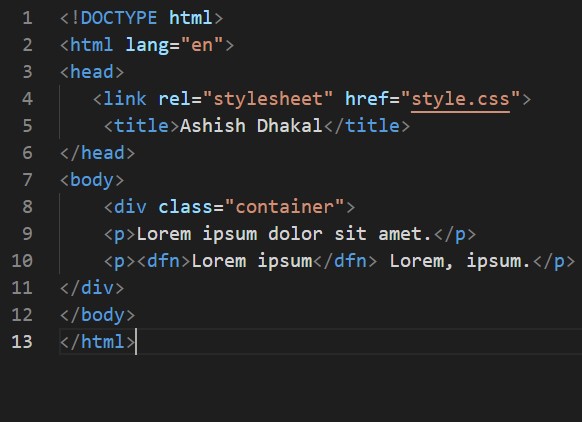 1 <!DOCTYPE html>
2 <html lang="en">
3 <head>
4 <link rel="stylesheet" href="style.css">
5 <title>Ashish Dhakal</title>
6 </head>
7 <body>
8 <div class="container">
9 <p>Lorem ipsum dolor sit amet.</p>
10 <p><dfn>Lorem ipsum</dfn> Lorem, ipsum.</p>
11 </div>
12 </body>
13 </html>